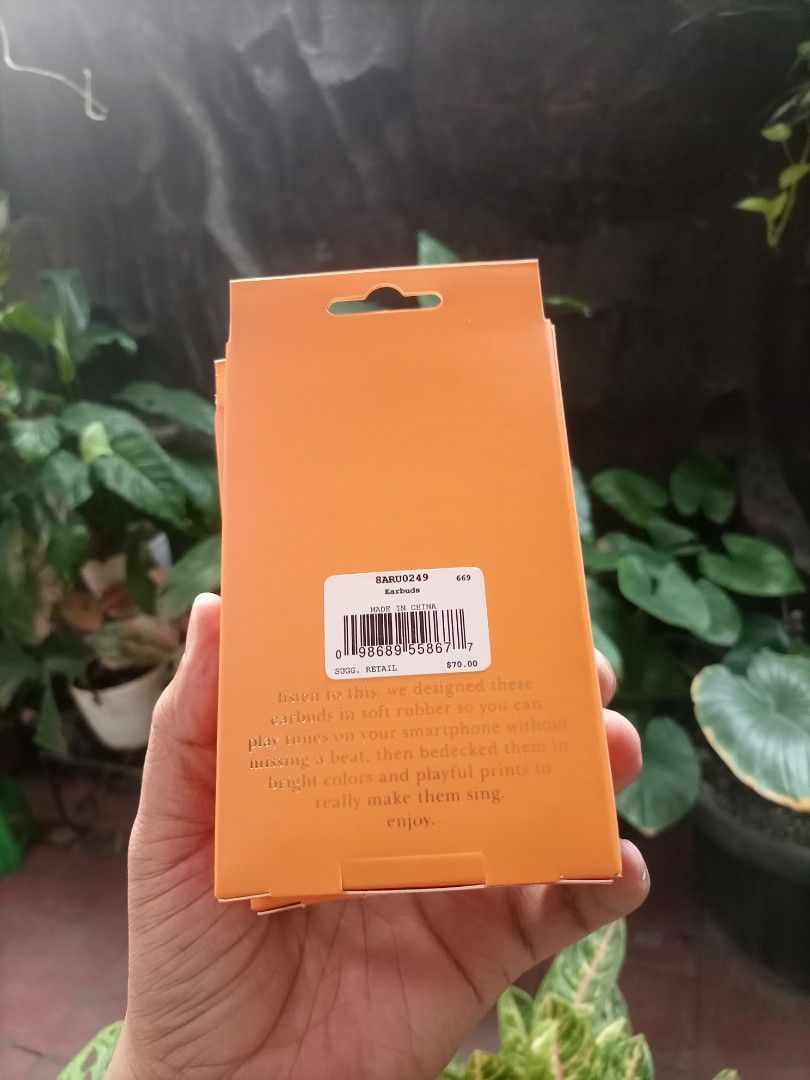 8ARU0249 669
Earbuds
MADE IN CHINA
0 98689 55867 7
SUGG. RETAIL $70.00
listen to this: we designed these
earbuds in soft rubber so you can
play tunes on your smartphone without
missing a beat, then bedecked them in
bright colors and playful prints to
really make them sing.
enjoy.